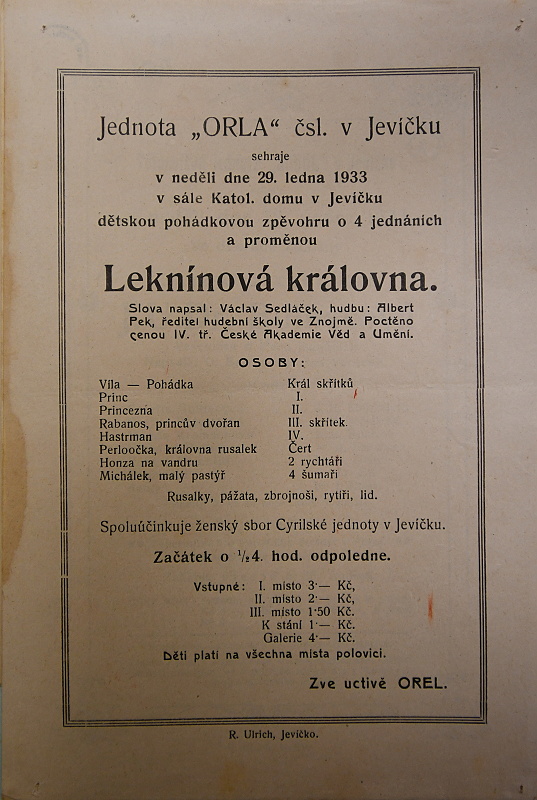 Jednota „ORLA“ čsl. v Jevíčku
sehraje
v neděli dne 29. ledna 1933
v sále Katol. domu v Jevíčku
dětskou pohádkovou zpěvohru o 4 jednáních
a proměnou
Leknínová královna.
Slova napsal: Václav Sedláček, hudbu: Albert
Pek, ředitel hudební školy ve Znojmě. Poctěno
cenou IV. tř. České Akademie Věd a Umění.
OSOBY:
Víla — Pohádka Král skřítků
Princ I.
Princezna II.
Rabanos, princův dvořan III. skřítek.
Hastrman IV.
Perloočka, královna rusalek Čert
Honza na vandru 2 rychtáři
Michálek, malý pastýř 4 šumaři
Rusalky, pážata, zbrojnoši, rytíři, lid.
Spoluúčinkuje ženský sbor Cyrilské jednoty v Jevíčku.
Začátek o ½4. hod. odpoledne.
Vstupné: I. místo 3·— Kč,
II. místo 2·— Kč,
III. místo 1·50 Kč.
K stání 1·— Kč.
Galerie 4·— Kč.
Děti platí na všechna místa polovici.
Zve uctivě OREL.
R. Ulrich, Jevíčko.